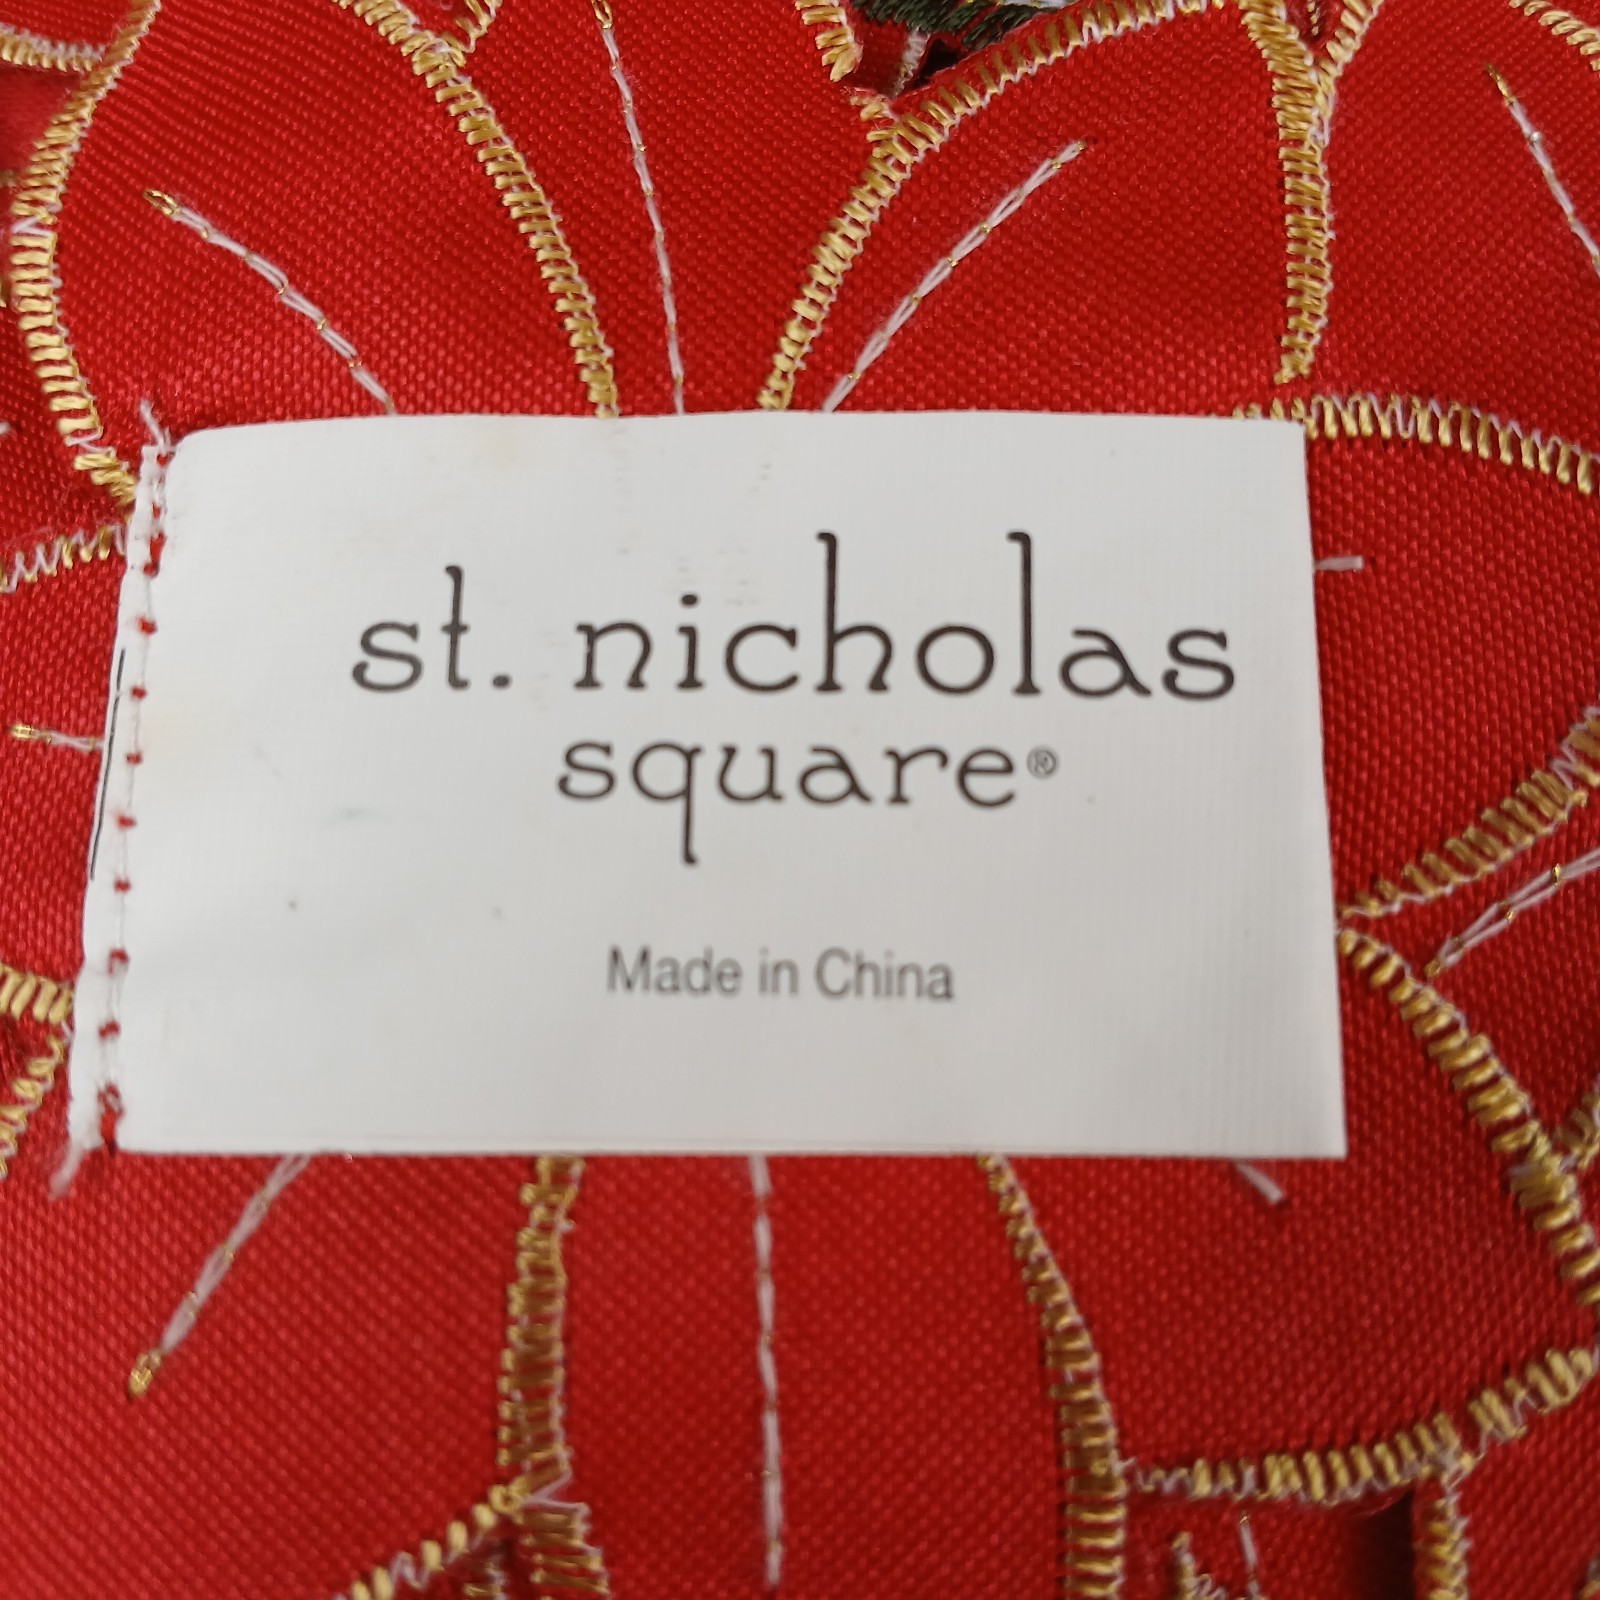 st. nicholas
square®
Made in China